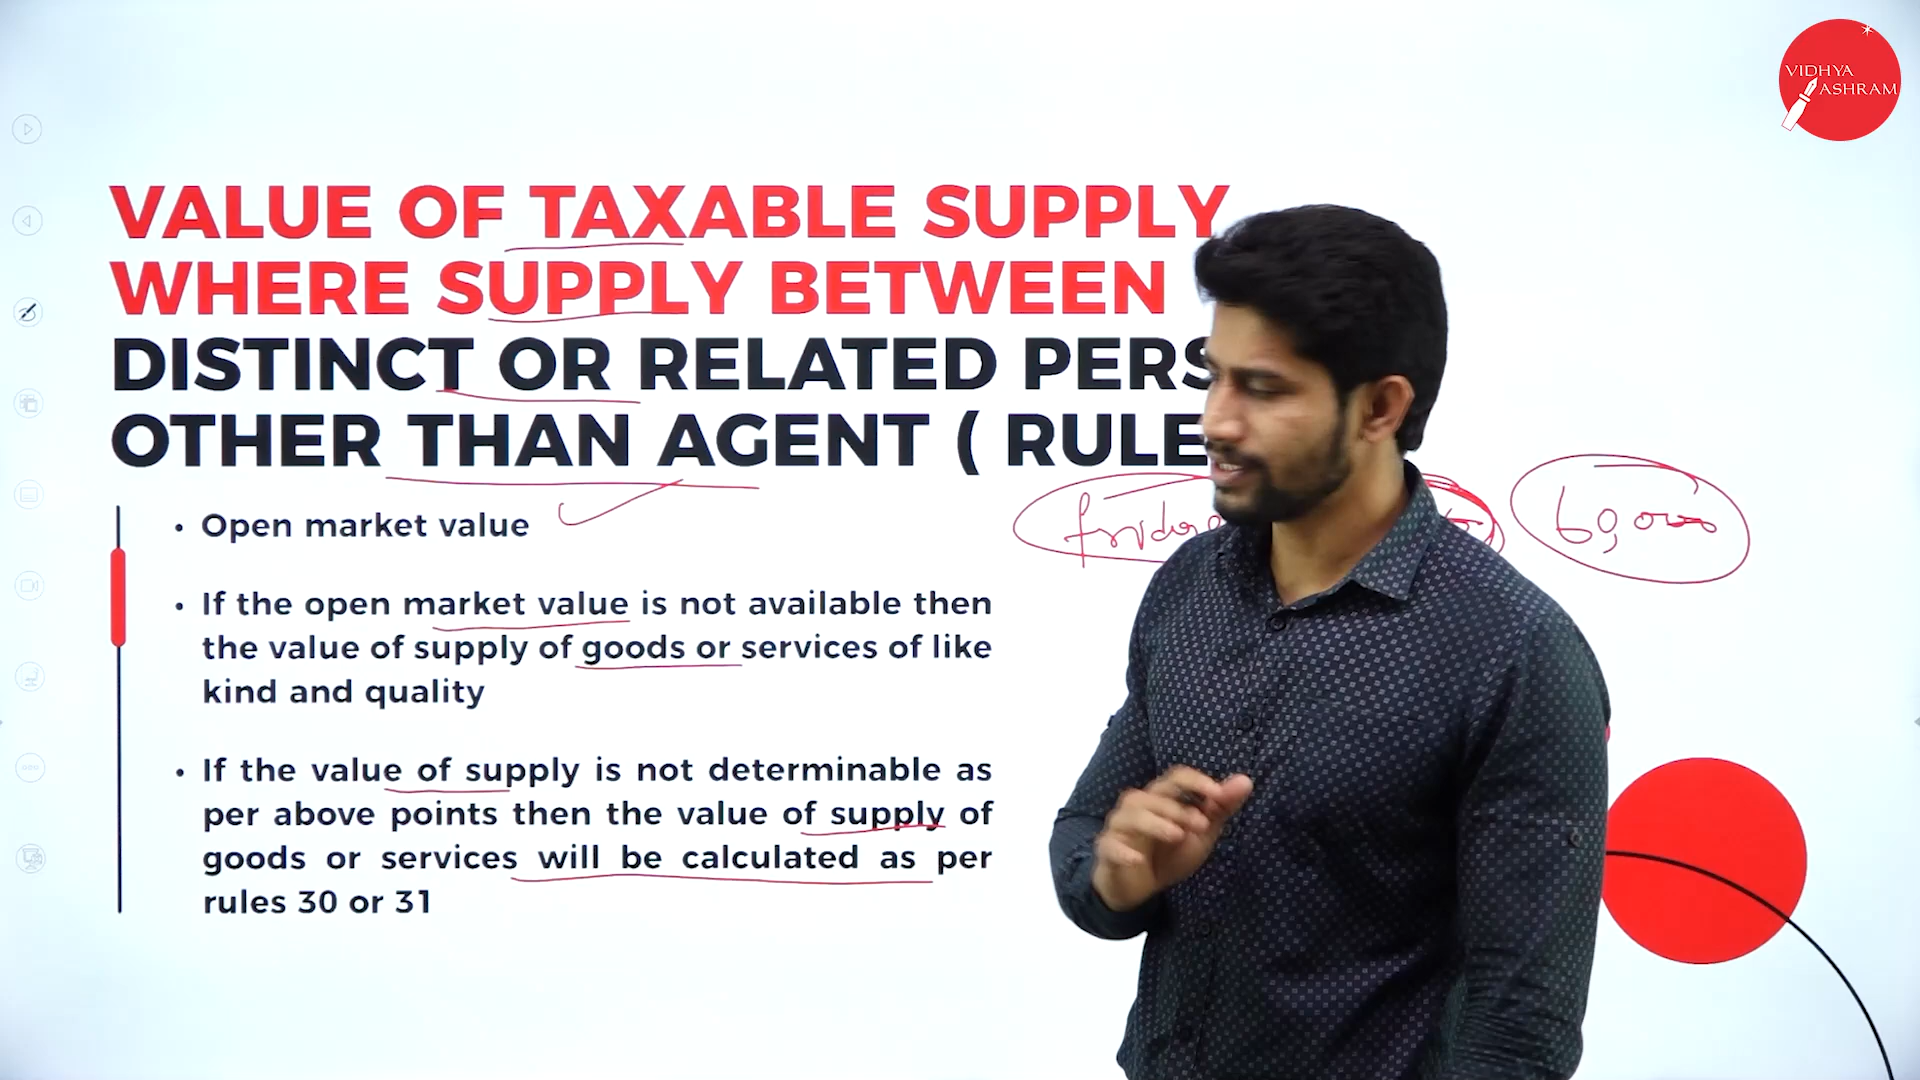 VIDHYA
ASHRAM
VALUE OF TAXABLE SUPPLY
WHERE SUPPLY BETWEEN
DISTINCT OR RELATED PERS
OTHER THAN AGENT ( RULE
• Open market value
60,000
• If the open market value is not available then
the value of supply of goods or services of like
kind and quality
• If the value of supply is not determinable as
per above points then the value of supply of
goods or services will be calculated as per
rules 30 or 31